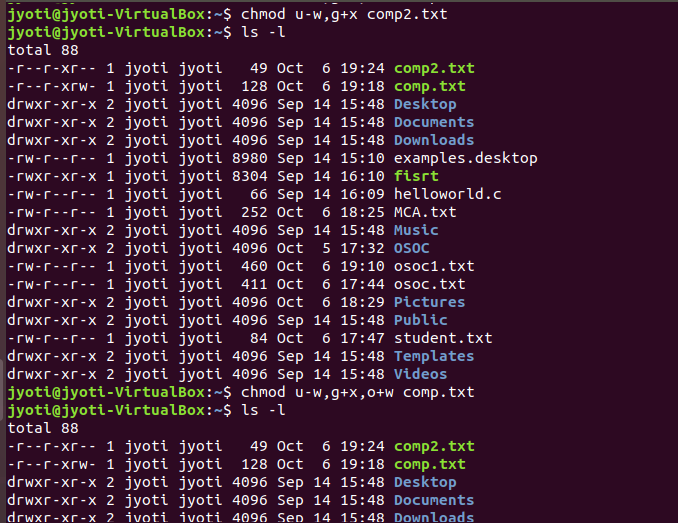 jyoti@jyoti-VirtualBox:~$ chmod u-w,g+x comp2.txt
jyoti@jyoti-VirtualBox:~$ ls -l
total 88
-r--r-xr-- 1 jyoti jyoti   49 Oct  6 19:24 comp2.txt
-r--r-xrw- 1 jyoti jyoti  128 Oct  6 19:18 comp.txt
drwxr-xr-x 2 jyoti jyoti 4096 Sep 14 15:48 Desktop
drwxr-xr-x 2 jyoti jyoti 4096 Sep 14 15:48 Documents
drwxr-xr-x 2 jyoti jyoti 4096 Sep 14 15:48 Downloads
-rw-r--r-- 1 jyoti jyoti 8980 Sep 14 15:10 examples.desktop
-rwxr-xr-x 1 jyoti jyoti 8304 Sep 14 16:10 fisrt
-rw-r--r-- 1 jyoti jyoti   66 Sep 14 16:09 helloworld.c
-rw-r--r-- 1 jyoti jyoti  252 Oct  6 18:25 MCA.txt
drwxr-xr-x 2 jyoti jyoti 4096 Sep 14 15:48 Music
drwxr-xr-x 2 jyoti jyoti 4096 Oct  5 17:32 OSOC
-rw-r--r-- 1 jyoti jyoti  460 Oct  6 19:10 osoc1.txt
-rw-r--r-- 1 jyoti jyoti  411 Oct  6 17:44 osoc.txt
drwxr-xr-x 2 jyoti jyoti 4096 Oct  6 18:29 Pictures
drwxr-xr-x 2 jyoti jyoti 4096 Sep 14 15:48 Public
-rw-r--r-- 1 jyoti jyoti   84 Oct  6 17:47 student.txt
drwxr-xr-x 2 jyoti jyoti 4096 Sep 14 15:48 Templates
drwxr-xr-x 2 jyoti jyoti 4096 Sep 14 15:48 Videos
jyoti@jyoti-VirtualBox:~$ chmod u-w,g+x,o+w comp.txt
jyoti@jyoti-VirtualBox:~$ ls -l
total 88
-r--r-xr-- 1 jyoti jyoti   49 Oct  6 19:24 comp2.txt
-r--r-xrw- 1 jyoti jyoti  128 Oct  6 19:18 comp.txt
drwxr-xr-x 2 jyoti jyoti 4096 Sep 14 15:48 Desktop
drwxr-xr-x 2 jyoti jyoti 4096 Sep 14 15:48 Documents
drwxr-xr-x 2 jyoti jyoti 4096 Sep 14 15:48 Downloads